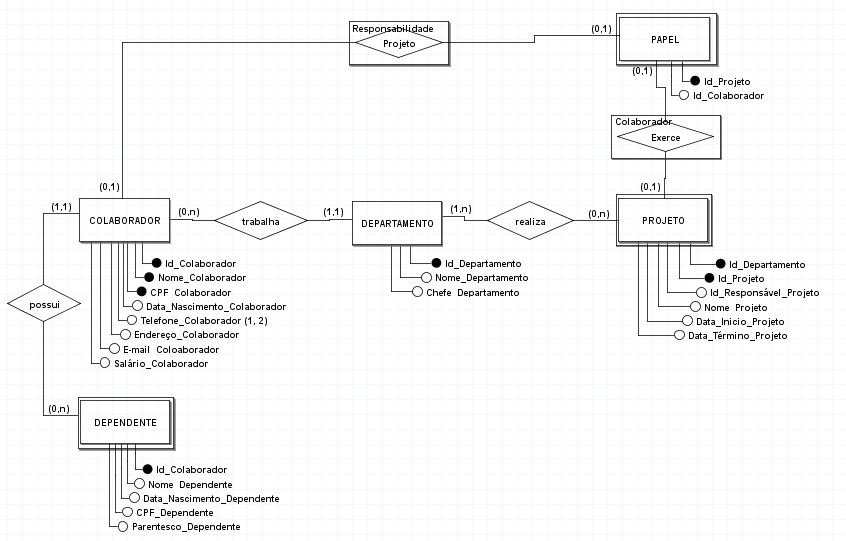 Responsabilidade
Projeto
(0,1)
PAPEL
(0,1)
Id_Projeto
Id_Colaborador
Colaborador
Exerce
(0,1)
(0,1)
(1,1)
COLABORADOR
(0,n)
trabalha
(1,1)
DEPARTAMENTO
(1,n)
realiza
(0,n)
PROJETO
Id_Colaborador
Nome_Colaborador
CPF Colaborador
Data_Nascimento_Colaborador
Telefone_Colaborador (1, 2)
Endereço_Colaborador
E-mail Coloaborador
Salário_Colaborador
Id_Departamento
Nome_Departamento
Chefe Departamento
Id_Departamento
Id_Projeto
Id_Responsável_Projeto
Nome Projeto
Data_Inicio_Projeto
Data_Término_Projeto
possui
(0,n)
DEPENDENTE
Id_Colaborador
Nome Dependente
Data_Nascimento_Dependente
CPF_Dependente
Parentesco_Dependente